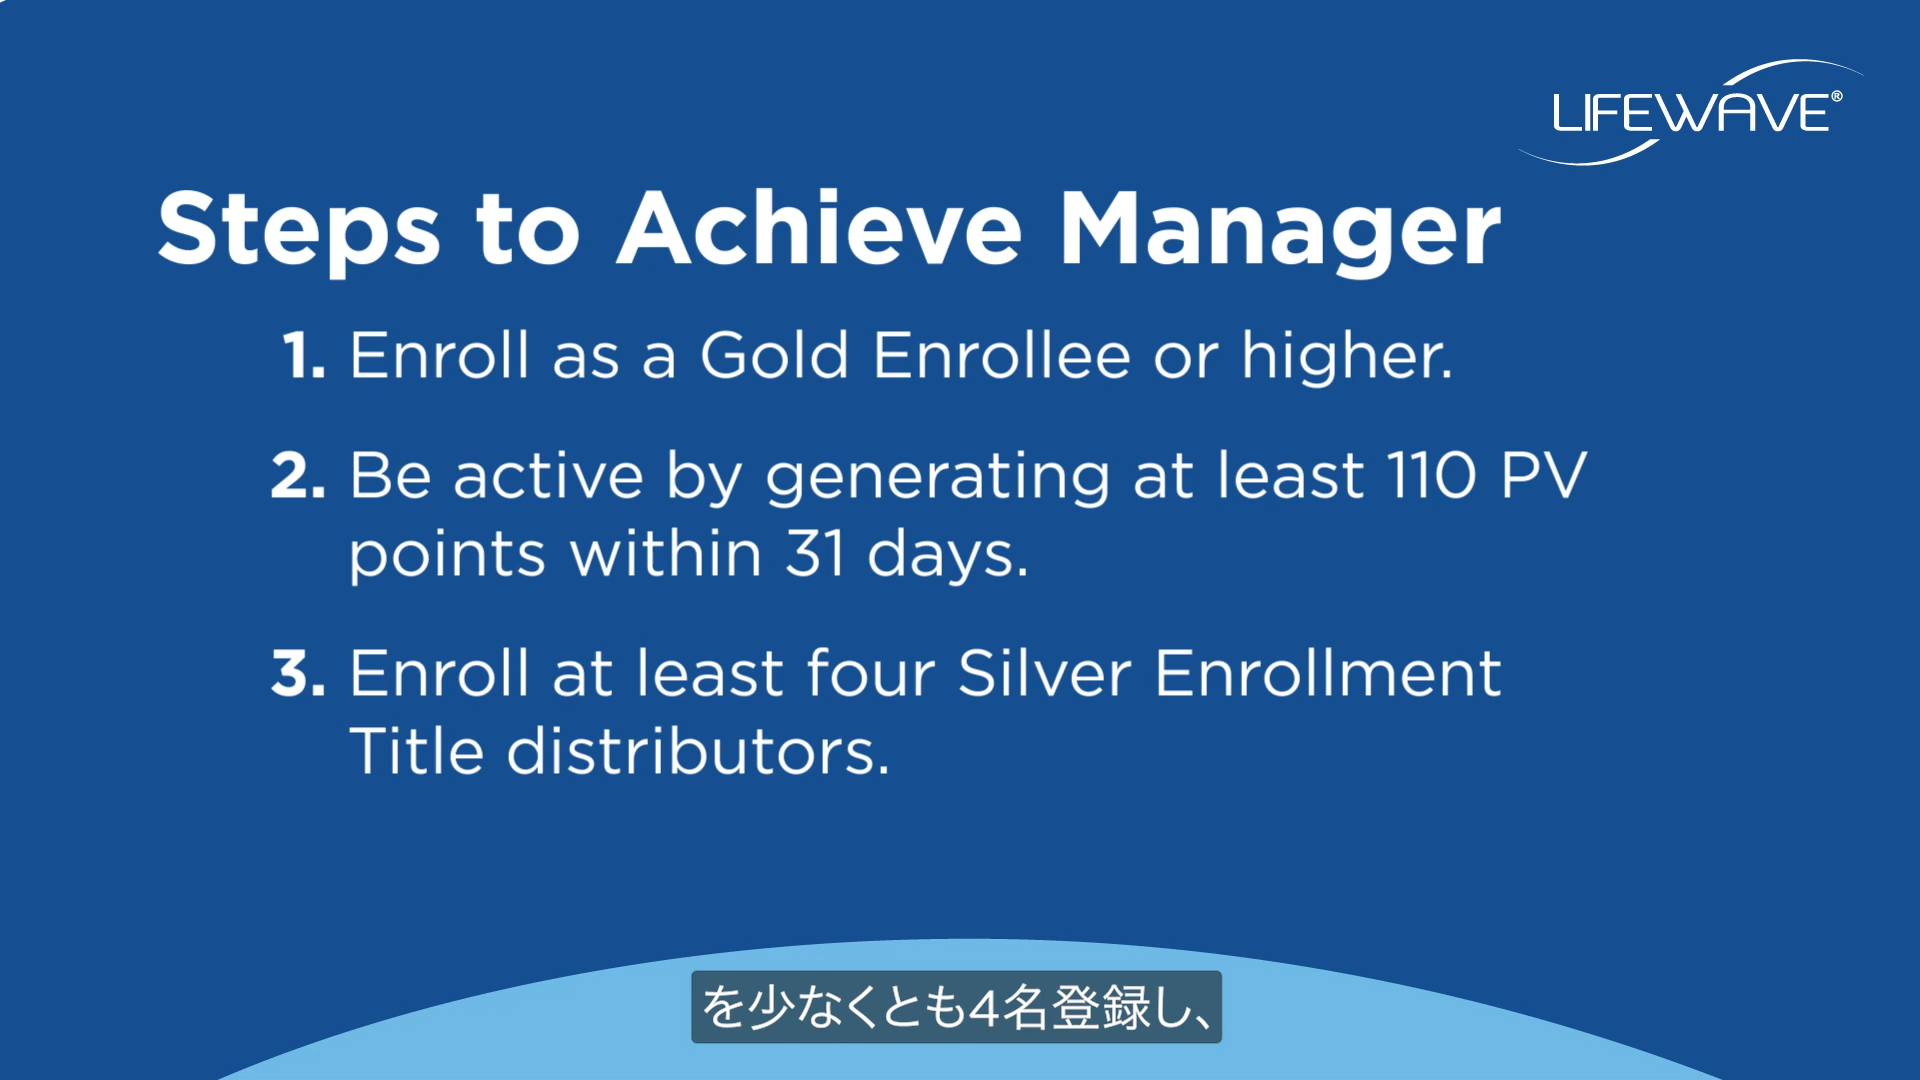 LIFEWAVE®
Steps to Achieve Manager
1. Enroll as a Gold Enrollee or higher.
2. Be active by generating at least 110 PV
points within 31 days.
3. Enroll at least four Silver Enrollment
Title distributors.
を少なくとも4名登録し、